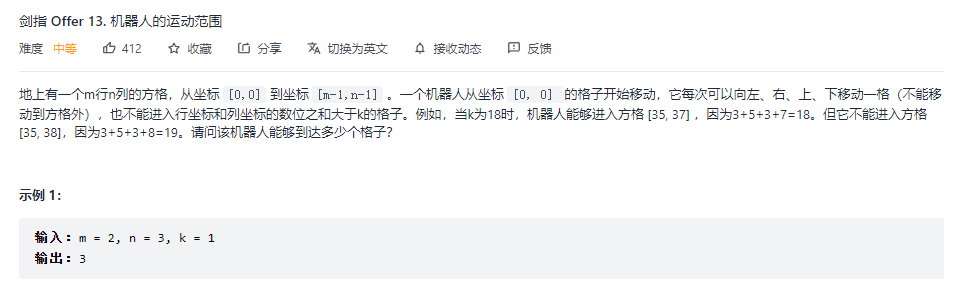 剑指 Offer 13. 机器人的运动范围
难度 中等 412 收藏 分享 切换为英文 接收动态 反馈
地上有一个m行n列的方格，从坐标 [0,0] 到坐标 [m-1,n-1] 。一个机器人从坐标 [0, 0] 的格子开始移动，它每次可以向左、右、上、下移动一格（不能移
动到方格外），也不能进入行坐标和列坐标的数位之和大于k的格子。例如，当k为18时，机器人能够进入方格 [35, 37] ，因为3+5+3+7=18。但它不能进入方格
[35, 38]，因为3+5+3+8=19。请问该机器人能够到达多少个格子？
示例 1：
输入：m = 2, n = 3, k = 1
输出：3